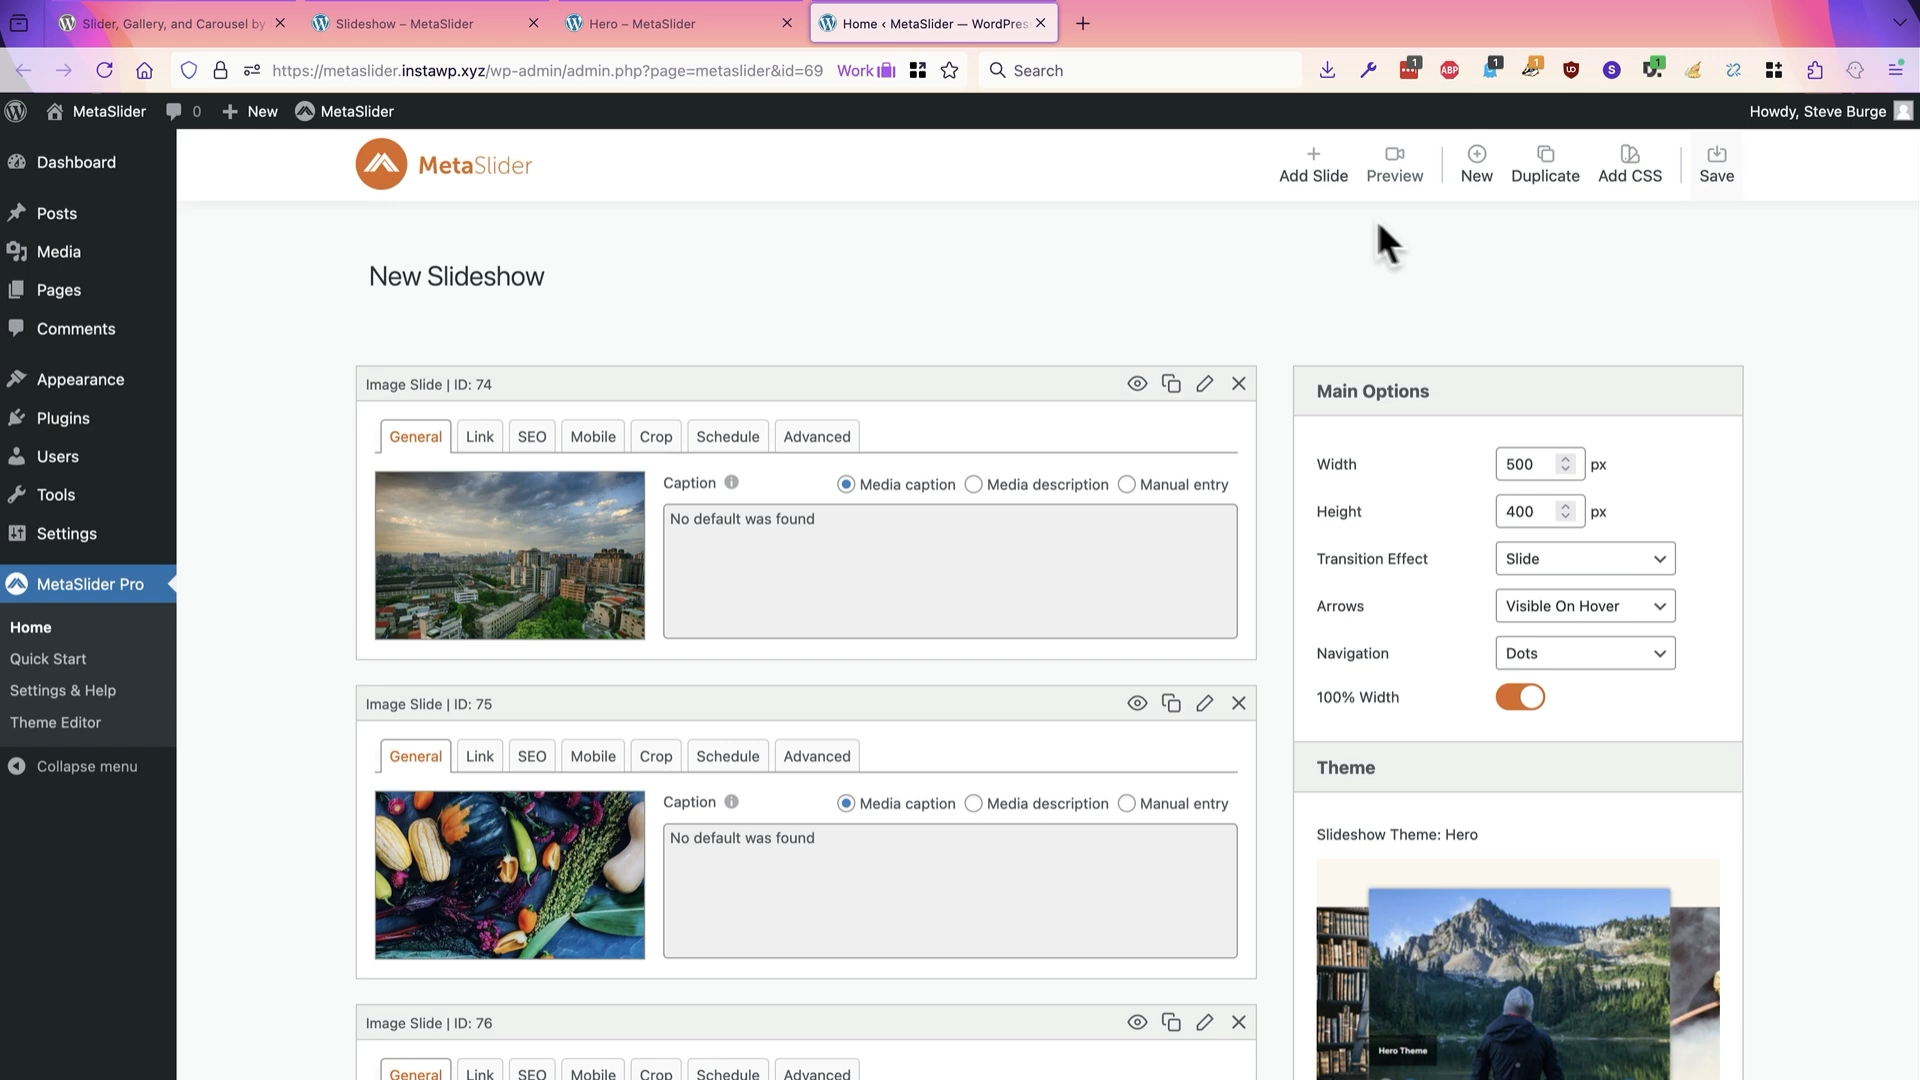 Slider, Gallery, and Carousel by
Slideshow – MetaSlider
Hero – MetaSlider
Home ‹ MetaSlider — WordPres
https://metaslider.instawp.xyz/wp-admin/admin.php?page=metaslider&id=69
Work
Search
1
ABP
1
1
S
1
MetaSlider
0
New
MetaSlider
Howdy, Steve Burge
Dashboard
Posts
Media
Pages
Comments
Appearance
Plugins
Users
Tools
Settings
MetaSlider Pro
Home
Quick Start
Settings & Help
Theme Editor
Collapse menu
MetaSlider
Add Slide
Preview
New
Duplicate
Add CSS
Save
New Slideshow
Image Slide | ID: 74
General Link SEO Mobile Crop Schedule Advanced
Caption
Media caption Media description Manual entry
No default was found
Image Slide | ID: 75
General Link SEO Mobile Crop Schedule Advanced
Caption
Media caption Media description Manual entry
No default was found
Image Slide | ID: 76
General Link SEO Mobile Crop Schedule Advanced
Main Options
Width 500 px
Height 400 px
Transition Effect Slide
Arrows Visible On Hover
Navigation Dots
100% Width
Theme
Slideshow Theme: Hero
Hero Theme